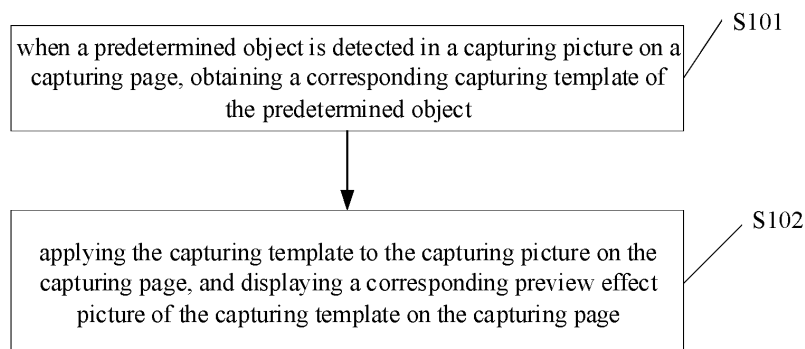 S101
when a predetermined object is detected in a capturing picture on a
capturing page, obtaining a corresponding capturing template of
the predetermined object
S102
applying the capturing template to the capturing picture on the
capturing page, and displaying a corresponding preview effect
picture of the capturing template on the capturing page